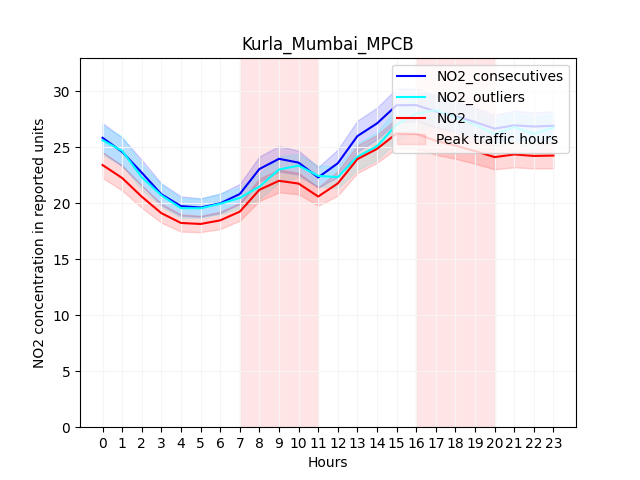 Kurla_Mumbai_MPCB
NO2_consecutives
NO2_outliers
NO2
Peak traffic hours
NO2 concentration in reported units
30
25
20
15
10
5
0
0 1 2 3 4 5 6 7 8 9 10 11 12 13 14 15 16 17 18 19 20 21 22 23
Hours